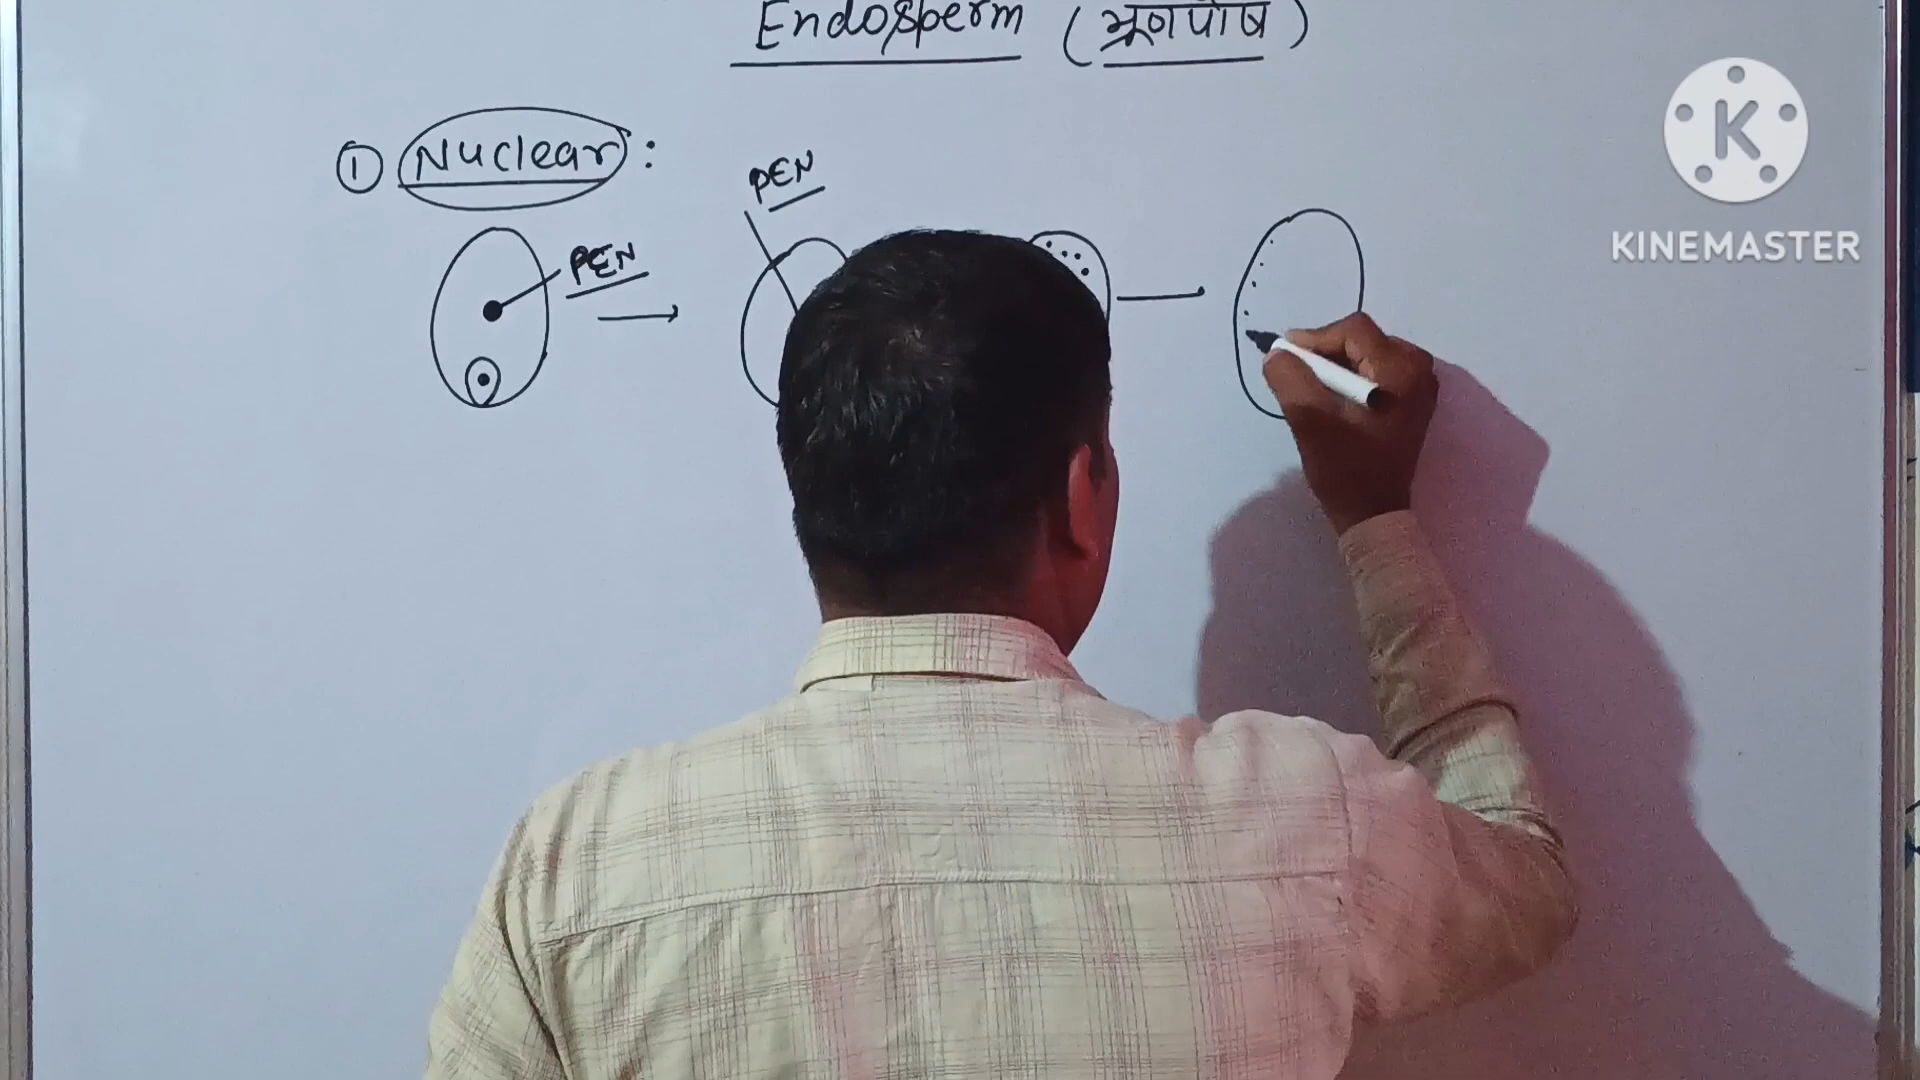 Endosperm (भ्रूणपोष)
① Nuclear :
PEN
PEN
K
KINEMASTER